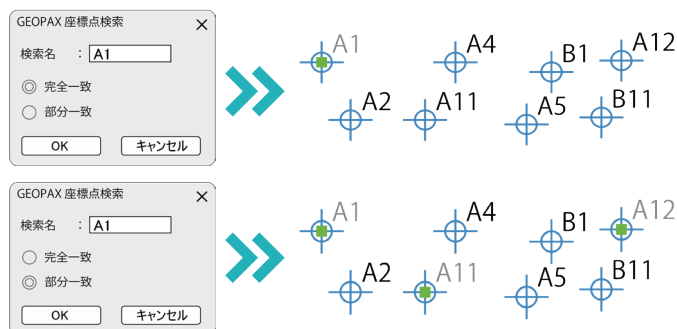 GEOPAX 座標点検索
検索名 : A1
完全一致
部分一致
OK キャンセル
A1 A4 B1 A12
A2 A11 A5 B11
GEOPAX 座標点検索
検索名 : A1
完全一致
部分一致
OK キャンセル
A1 A4 B1 A12
A2 A11 A5 B11